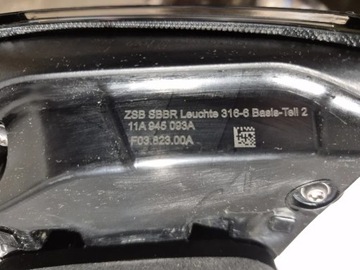 ZSB SBBR Leuchte 316-6 Basis-Teil 2
11A 945 093A
F03.823.00A